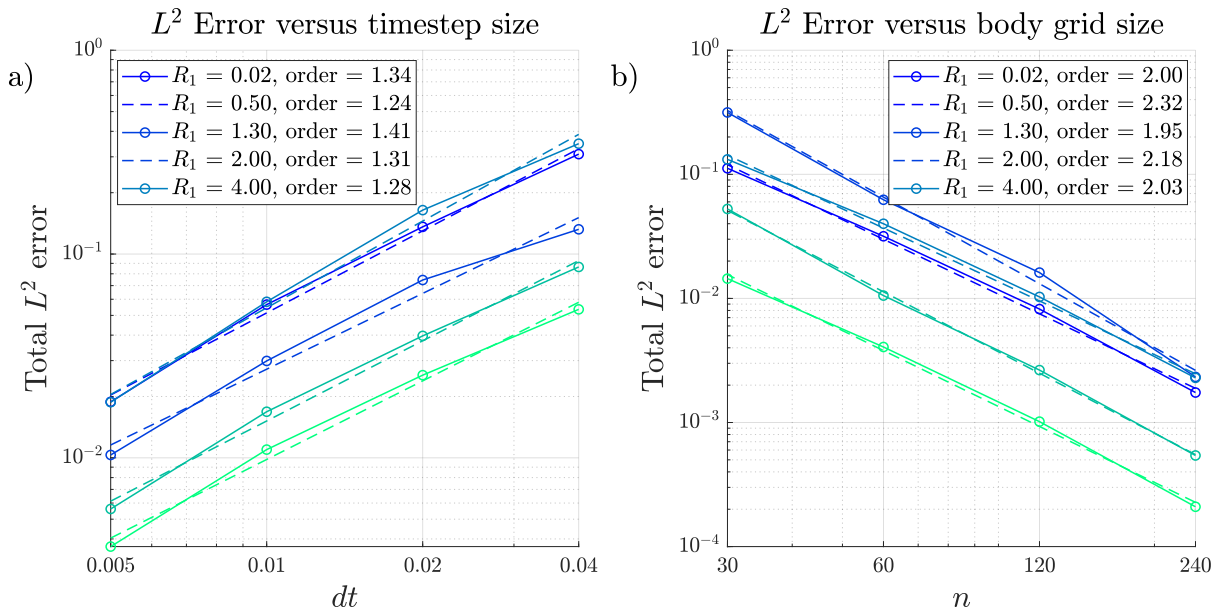 a)
L² Error versus timestep size
R₁ = 0.02, order = 1.34
R₁ = 0.50, order = 1.24
R₁ = 1.30, order = 1.41
R₁ = 2.00, order = 1.31
R₁ = 4.00, order = 1.28
10⁰
10⁻¹
10⁻²
Total L² error
0.005 0.01 0.02 0.04
dt
b)
L² Error versus body grid size
R₁ = 0.02, order = 2.00
R₁ = 0.50, order = 2.32
R₁ = 1.30, order = 1.95
R₁ = 2.00, order = 2.18
R₁ = 4.00, order = 2.03
10⁰
10⁻¹
10⁻²
10⁻³
10⁻⁴
Total L² error
30 60 120 240
n